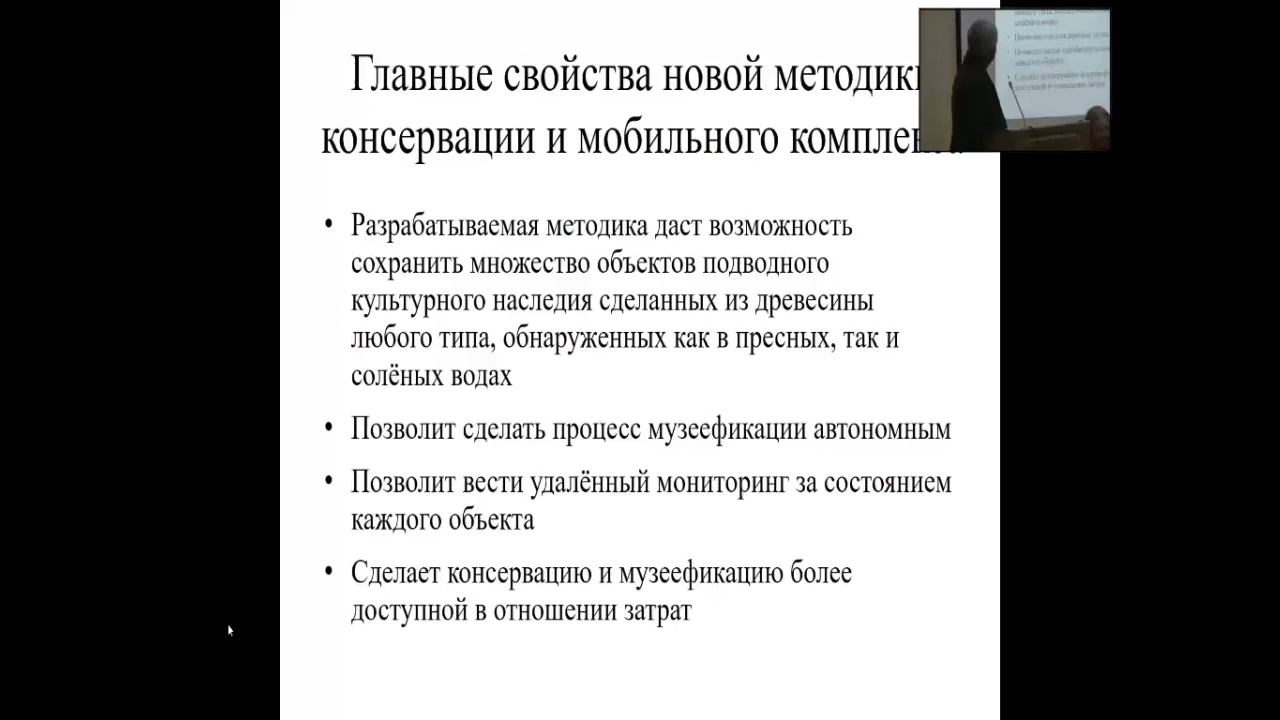 Главные свойства новой методики
консервации и мобильного
• Разрабатываемая методика даст возможность
сохранить множество объектов подводного
культурного наследия сделанных из древесины
любого типа, обнаруженных как в пресных, так и
солёных водах
• Позволит сделать процесс музеефикации автономным
• Позволит вести удалённый мониторинг за состоянием
каждого объекта
• Сделает консервацию и музеефикацию более
доступной в отношении затрат